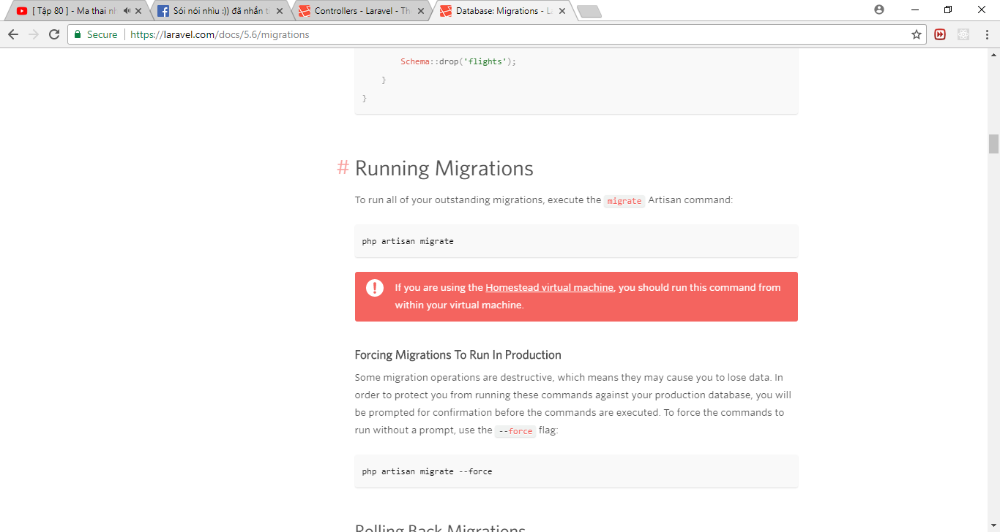 [ Tập 80 ] - Ma thai nh
Sói nói nhìu :)) đã nhắn t
Controllers - Laravel - Th
Database: Migrations - L
Secure
https://laravel.com/docs/5.6/migrations
Schema::drop('flights');
}
}
# Running Migrations
To run all of your outstanding migrations, execute the migrate Artisan command:
php artisan migrate
If you are using the Homestead virtual machine, you should run this command from
within your virtual machine.
Forcing Migrations To Run In Production
Some migration operations are destructive, which means they may cause you to lose data. In
order to protect you from running these commands against your production database, you will
be prompted for confirmation before the commands are executed. To force the commands to
run without a prompt, use the --force flag:
php artisan migrate --force
Rolling Back Migrations